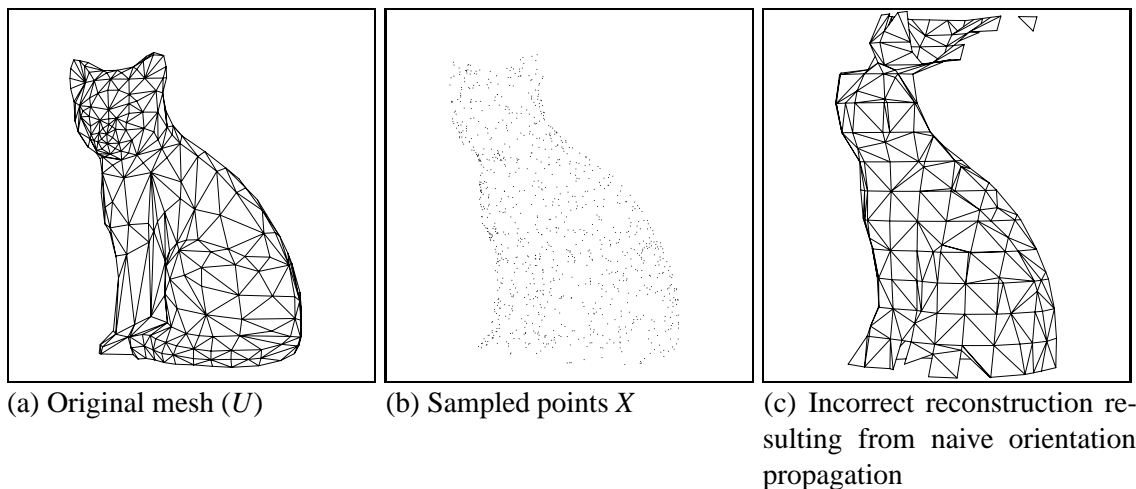 (a) Original mesh (U)
(b) Sampled points X
(c) Incorrect reconstruction re-
sulting from naive orientation
propagation